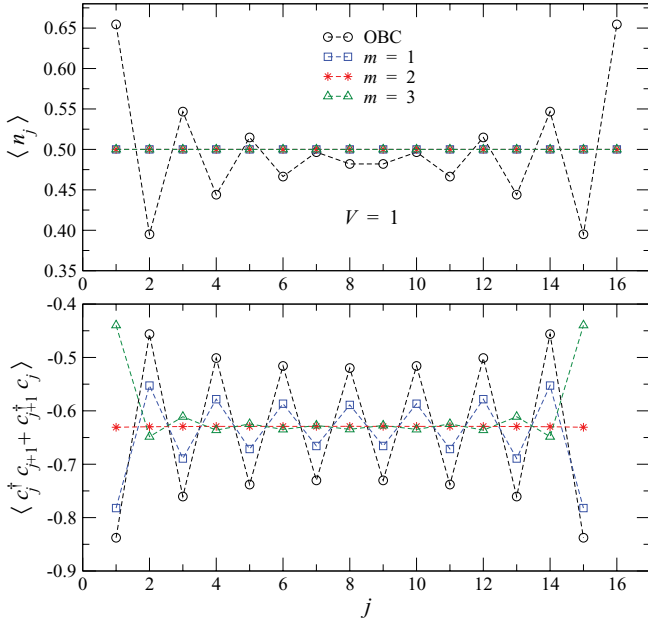 0.65
0.60
0.55
0.50
0.45
0.40
0.35
⟨ n_j ⟩
OBC
m = 1
m = 2
m = 3
V = 1
0 2 4 6 8 10 12 14 16
-0.4
-0.5
-0.6
-0.7
-0.8
-0.9
⟨ c_j^† c_{j+1} + c_{j+1}^† c_j ⟩
0 2 4 6 8 10 12 14 16
j